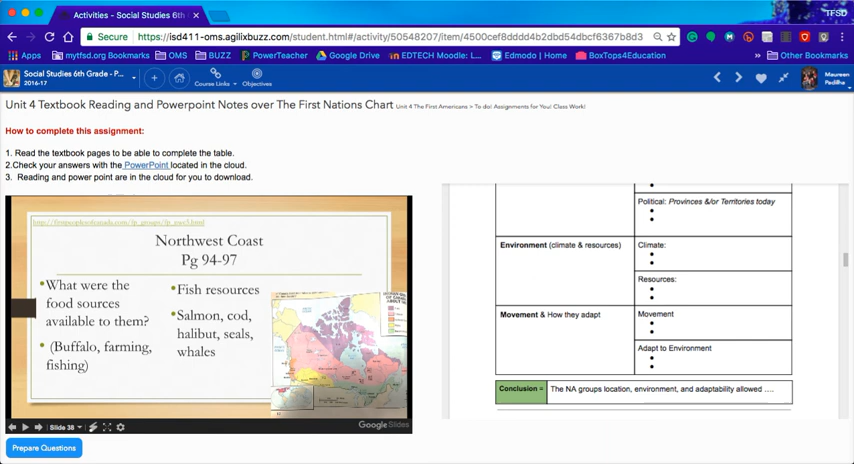 Activities - Social Studies 6th
TFSD
Secure
https://isd411-oms.agilixbuzz.com/student.html#/activity/50548207/item/4500cef8dddd4b2dbd54dbcf6367b8d3
Apps
mytfsd.org Bookmarks
OMS
BUZZ
PowerTeacher
Google Drive
EDTECH Moodle: L...
Edmodo | Home
BoxTops4Education
» Other Bookmarks
Social Studies 6th Grade - P...
2016-17
Course Links
Objectives
Maureen
Padilha
Unit 4 Textbook Reading and Powerpoint Notes over The First Nations Chart
Unit 4 The First Americans > To do! Assignments for You! Class Work!
How to complete this assignment:
1. Read the textbook pages to be able to complete the table.
2.Check your answers with the PowerPoint located in the cloud.
3. Reading and power point are in the cloud for you to download.
Northwest Coast
Pg 94-97
•What were the
food sources
available to them?
• (Buffalo, farming,
fishing)
•Fish resources
•Salmon, cod,
halibut, seals,
whales
Slide 38
Google Slides
Prepare Questions
Political: Provinces &/or Territories today
Environment (climate & resources)
Climate:
Resources:
Movement & How they adapt
Movement
Adapt to Environment
Conclusion =
The NA groups location, environment, and adaptability allowed ....